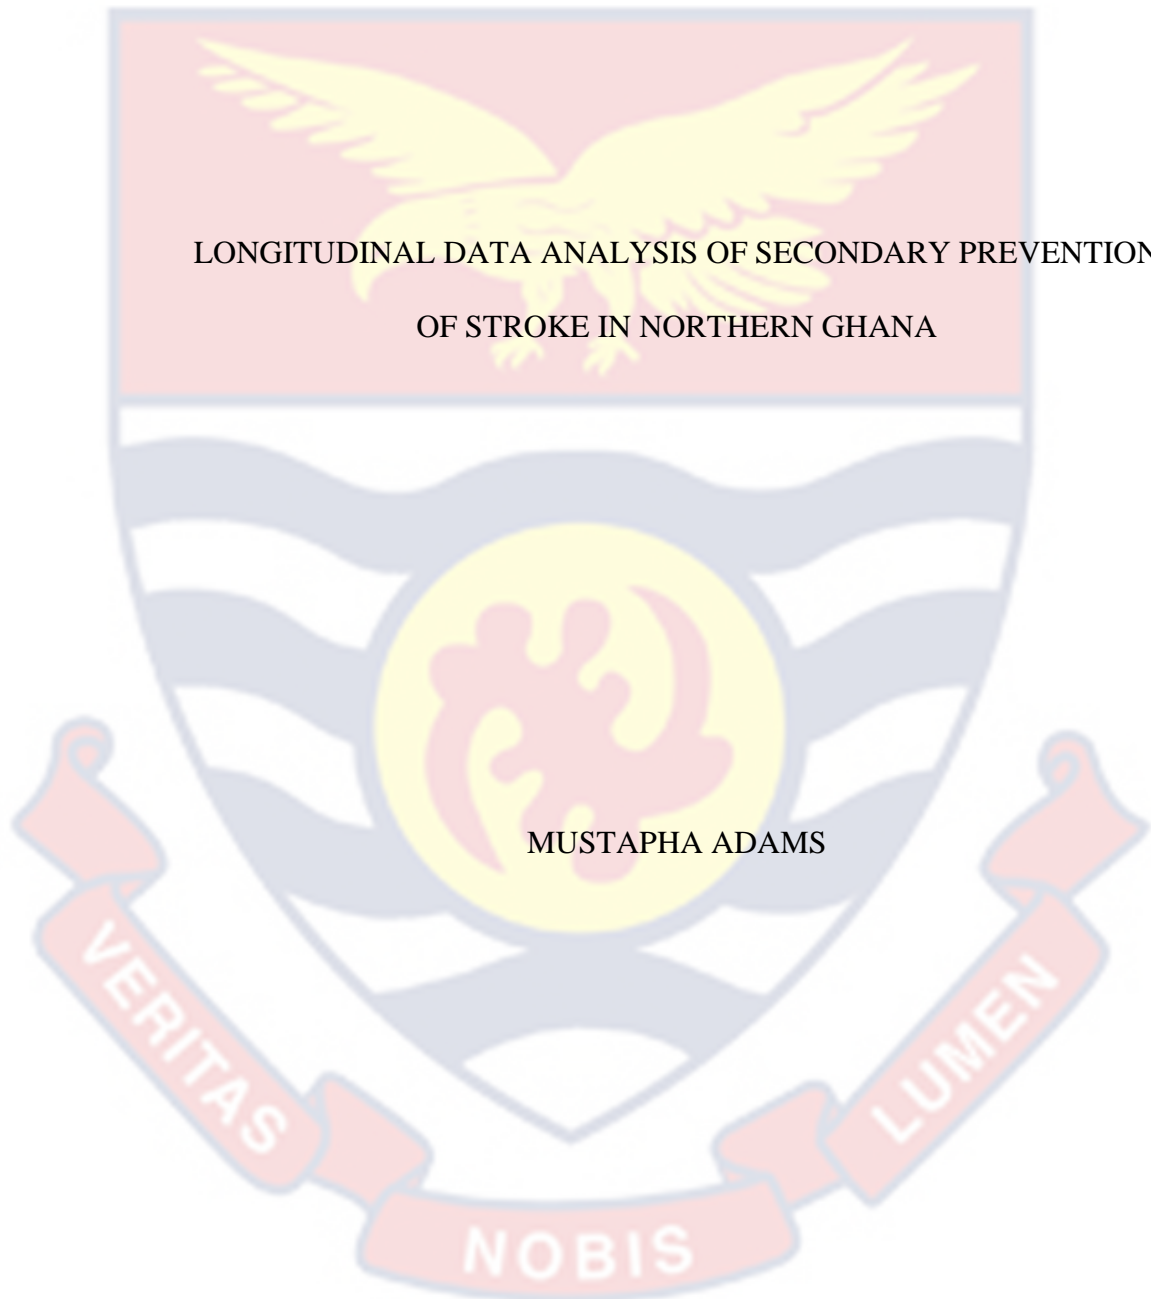 LONGITUDINAL DATA ANALYSIS OF SECONDARY PREVENTION
OF STROKE IN NORTHERN GHANA
MUSTAPHA ADAMS
VERITAS
NOBIS
LUMEN